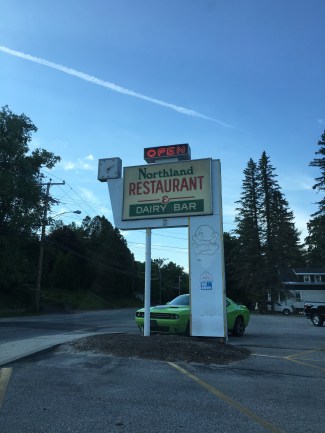 OPEN
Northland
RESTAURANT
&
DAIRY BAR